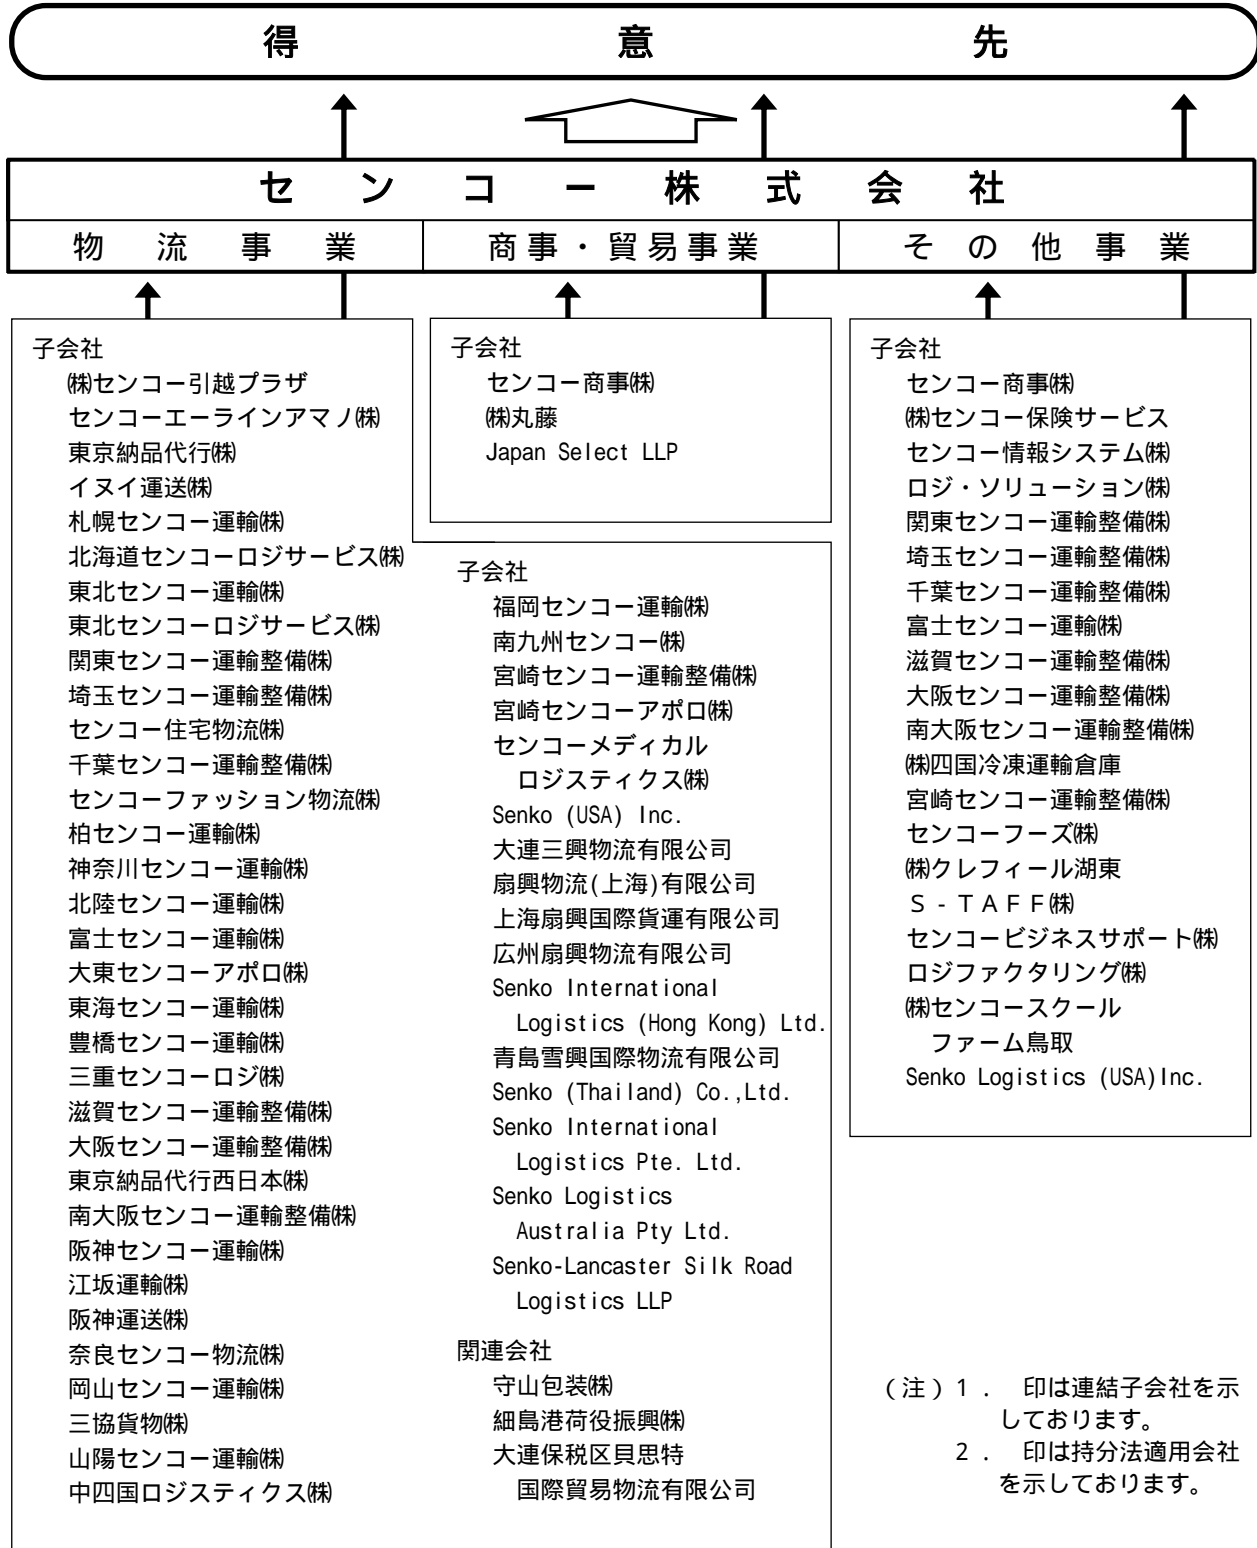 得意先
センコー株式会社
物流事業
商事・貿易事業
その他事業
子会社
㈱センコー引越プラザ
センコーエーラインアマノ㈱
東京納品代行㈱
イヌイ運送㈱
札幌センコー運輸㈱
北海道センコーロジサービス㈱
東北センコー運輸㈱
東北センコーロジサービス㈱
関東センコー運輸整備㈱
埼玉センコー運輸整備㈱
センコー住宅物流㈱
千葉センコー運輸整備㈱
センコーファッション物流㈱
柏センコー運輸㈱
神奈川センコー運輸㈱
北陸センコー運輸㈱
富士センコー運輸㈱
大東センコーアポロ㈱
東海センコー運輸㈱
豊橋センコー運輸㈱
三重センコーロジ㈱
滋賀センコー運輸整備㈱
大阪センコー運輸整備㈱
東京納品代行西日本㈱
南大阪センコー運輸整備㈱
阪神センコー運輸㈱
江坂運輸㈱
阪神運送㈱
奈良センコー物流㈱
岡山センコー運輸㈱
三協貨物㈱
山陽センコー運輸㈱
中四国ロジスティクス㈱
子会社
福岡センコー運輸㈱
南九州センコー㈱
宮崎センコー運輸整備㈱
宮崎センコーアポロ㈱
センコーメディカル
ロジスティクス㈱
Senko (USA) Inc.
大連三興物流有限公司
扇興物流(上海)有限公司
上海扇興国際貨運有限公司
広州扇興物流有限公司
Senko International
Logistics (Hong Kong) Ltd.
青島雪興国際物流有限公司
Senko (Thailand) Co.,Ltd.
Senko International
Logistics Pte. Ltd.
Senko Logistics
Australia Pty Ltd.
Senko-Lancaster Silk Road
Logistics LLP
関連会社
守山包装㈱
細島港荷役振興㈱
大連保税区貝思特
国際貿易物流有限公司
子会社
センコー商事㈱
㈱丸藤
Japan Select LLP
子会社
センコー商事㈱
㈱センコー保険サービス
センコー情報システム㈱
ロジ・ソリューション㈱
関東センコー運輸整備㈱
埼玉センコー運輸整備㈱
千葉センコー運輸整備㈱
富士センコー運輸㈱
滋賀センコー運輸整備㈱
大阪センコー運輸整備㈱
南大阪センコー運輸整備㈱
㈱四国冷凍運輸倉庫
宮崎センコー運輸整備㈱
センコーフーズ㈱
㈱クレフィール湖東
S-TAFF㈱
センコービジネスサポート㈱
ロジファクタリング㈱
㈱センコースクール
ファーム鳥取
Senko Logistics (USA)Inc.
(注)1. 印は連結子会社を示
しております。
2. 印は持分法適用会社
を示しております。